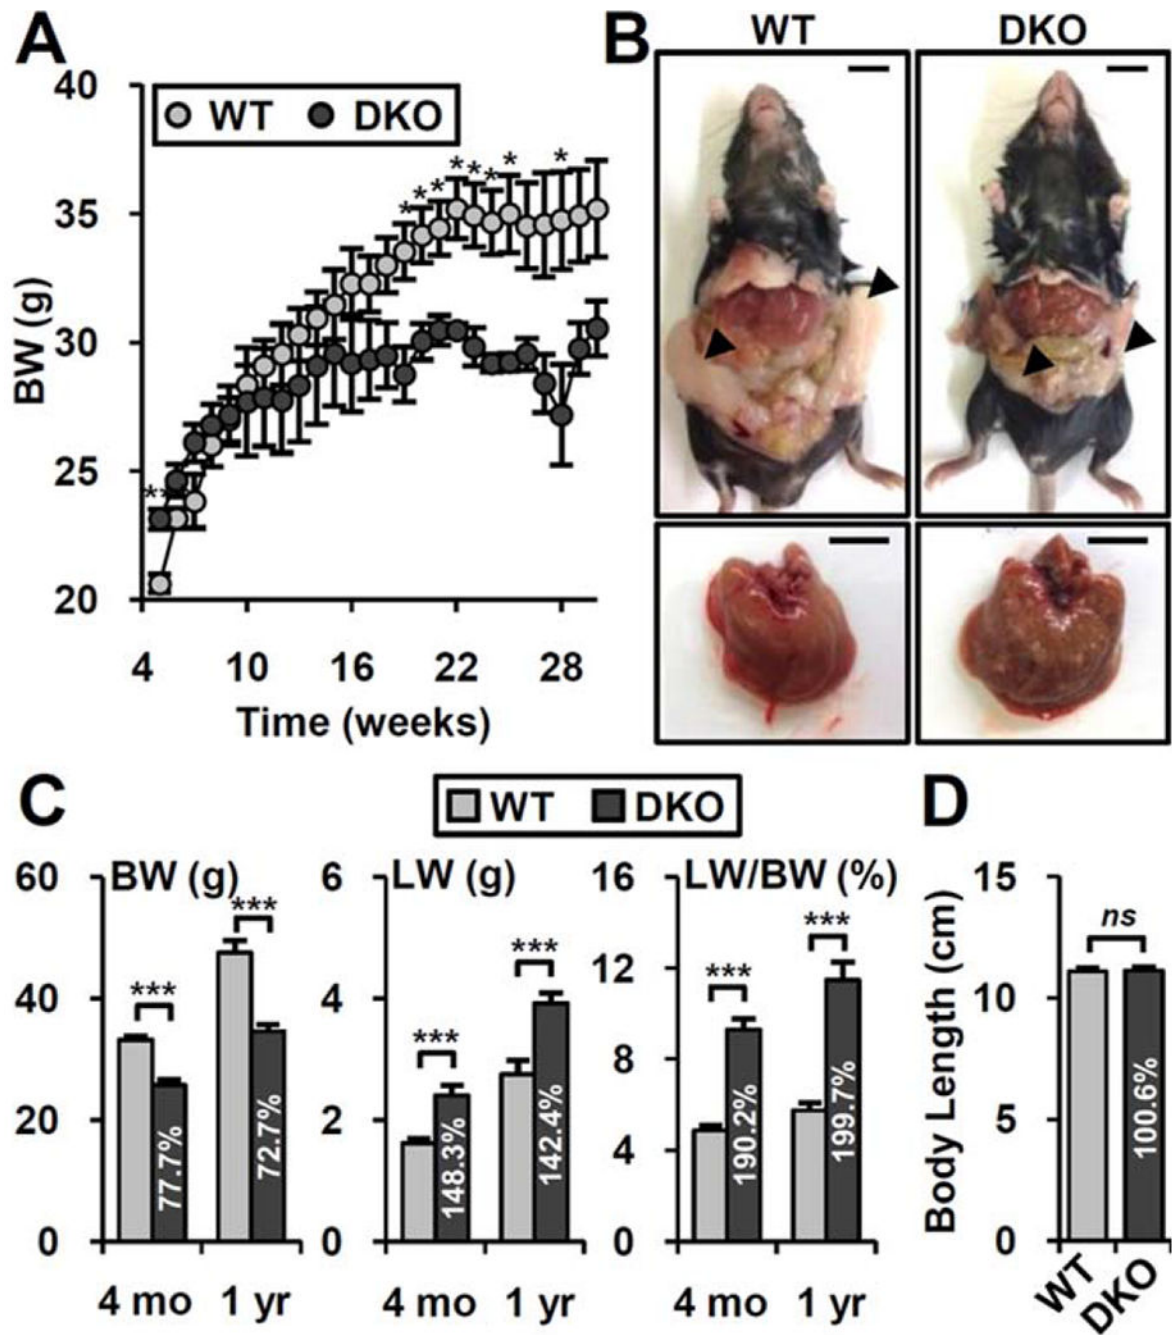 A
B
WT
DKO
40
35
30
25
20
BW (g)
WT
DKO
*
*
*
*
*
*
*
*
**
4
10
16
22
28
Time (weeks)
C
WT
DKO
D
BW (g)
60
40
20
0
***
***
77.7%
72.7%
4 mo
1 yr
LW (g)
6
4
2
0
***
***
148.3%
142.4%
4 mo
1 yr
LW/BW (%)
16
12
8
4
0
***
***
190.2%
199.7%
4 mo
1 yr
Body Length (cm)
15
10
5
0
ns
100.6%
WT
DKO